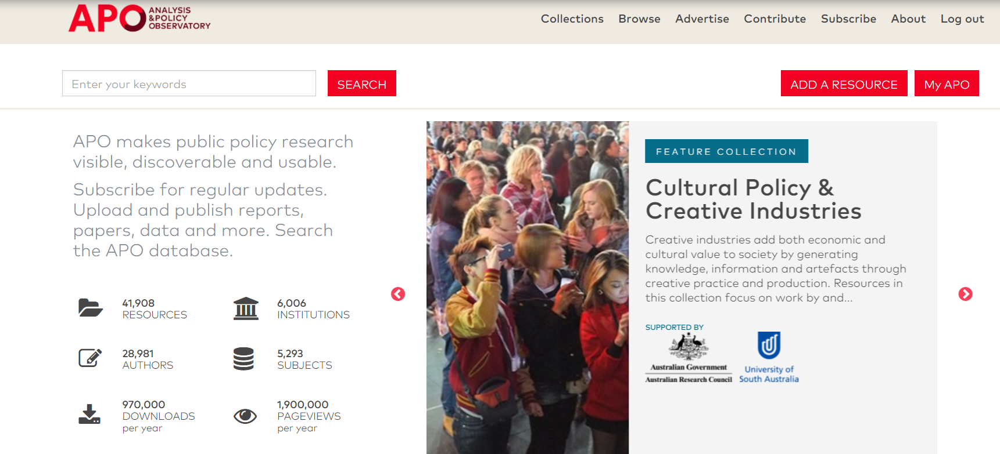 APO ANALYSIS
&POLICY
OBSERVATORY
Collections Browse Advertise Contribute Subscribe About Log out
Enter your keywords
SEARCH
ADD A RESOURCE
My APO
APO makes public policy research
visible, discoverable and usable.
Subscribe for regular updates.
Upload and publish reports,
papers, data and more. Search
the APO database.
41,908
RESOURCES
6,006
INSTITUTIONS
28,981
AUTHORS
5,293
SUBJECTS
970,000
DOWNLOADS
per year
1,900,000
PAGEVIEWS
per year
FEATURE COLLECTION
Cultural Policy &
Creative Industries
Creative industries add both economic and
cultural value to society by generating
knowledge, information and artefacts through
creative practice and production. Resources in
this collection focus on work by and...
SUPPORTED BY
Australian Government
Australian Research Council
University of
South Australia